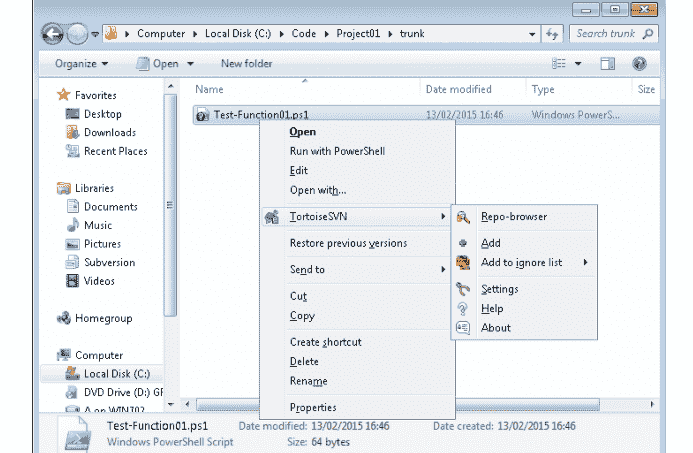 Computer ▸ Local Disk (C:) ▸ Code ▸ Project01 ▸ trunk
Search trunk
Organize Open New folder
Name Date modified Type Size
Favorites
Desktop
Downloads
Recent Places
Libraries
Documents
Music
Pictures
Subversion
Videos
Homegroup
Computer
Local Disk (C:)
DVD Drive (D:) GF
A on WIN702
Test-Function01.ps1 13/02/2015 16:46 Windows PowerS...
Open
Run with PowerShell
Edit
Open with...
TortoiseSVN
Restore previous versions
Send to
Cut
Copy
Create shortcut
Delete
Rename
Properties
Repo-browser
Add
Add to ignore list
Settings
Help
About
Test-Function01.ps1 Date modified: 13/02/2015 16:46 Date created: 13/02/2015 16:46
Windows PowerShell Script Size: 64 bytes